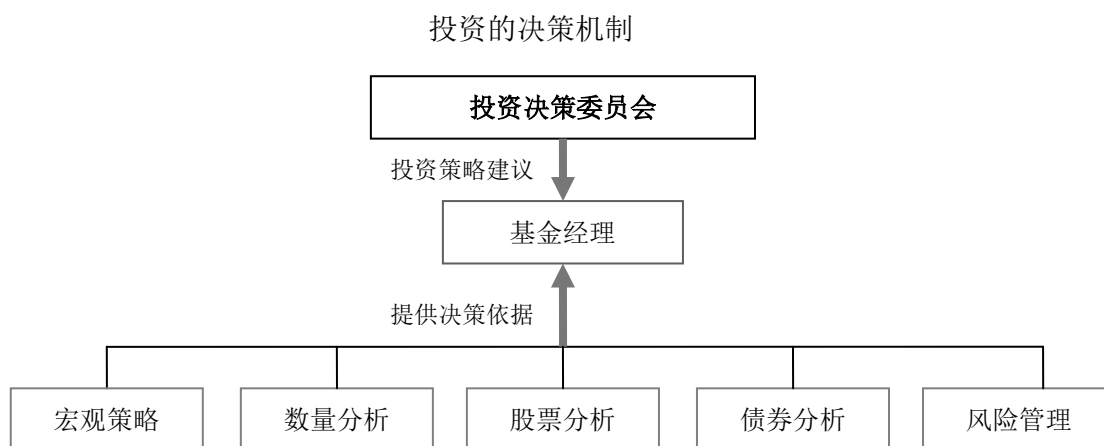 投资的决策机制
投资决策委员会
投资策略建议
基金经理
提供决策依据
宏观策略
数量分析
股票分析
债券分析
风险管理